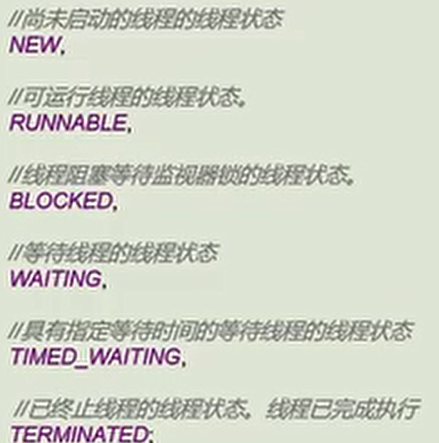 //尚未启动的线程的线程状态
NEW,
//可运行线程的线程状态。
RUNNABLE,
//线程阻塞等待监视器锁的线程状态。
BLOCKED,
//等待线程的线程状态
WAITING,
//具有指定等待时间的等待线程的线程状态
TIMED_WAITING,
//已终止线程的线程状态。 线程已完成执行
TERMINATED;